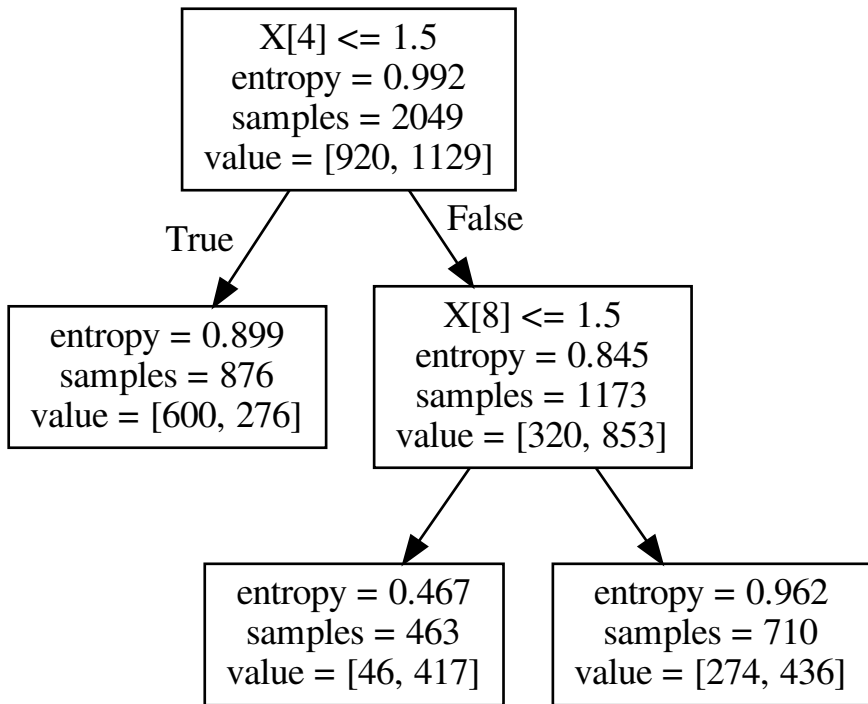 X[4] <= 1.5
entropy = 0.992
samples = 2049
value = [920, 1129]
True
False
entropy = 0.899
samples = 876
value = [600, 276]
X[8] <= 1.5
entropy = 0.845
samples = 1173
value = [320, 853]
entropy = 0.467
samples = 463
value = [46, 417]
entropy = 0.962
samples = 710
value = [274, 436]